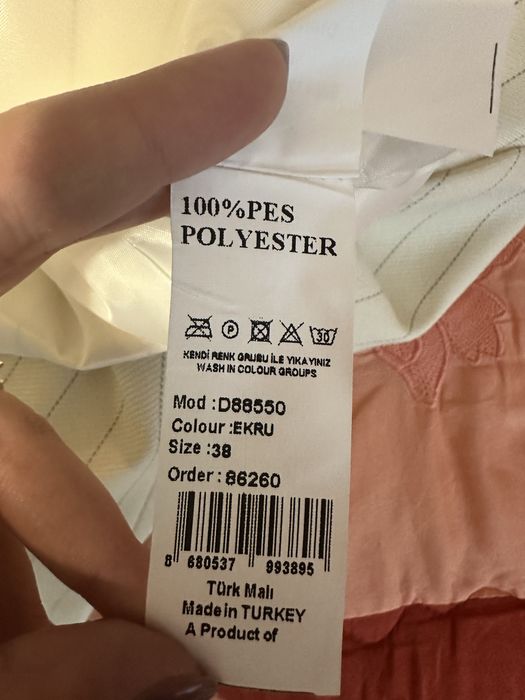 100%PES
POLYESTER
P
30
KENDİ RENK GRUBU İLE YIKAYINIZ
WASH IN COLOUR GROUPS
Mod :D88550
Colour :EKRU
Size :38
Order : 86260
8 680537 993895
Türk Malı
Made in TURKEY
A Product of